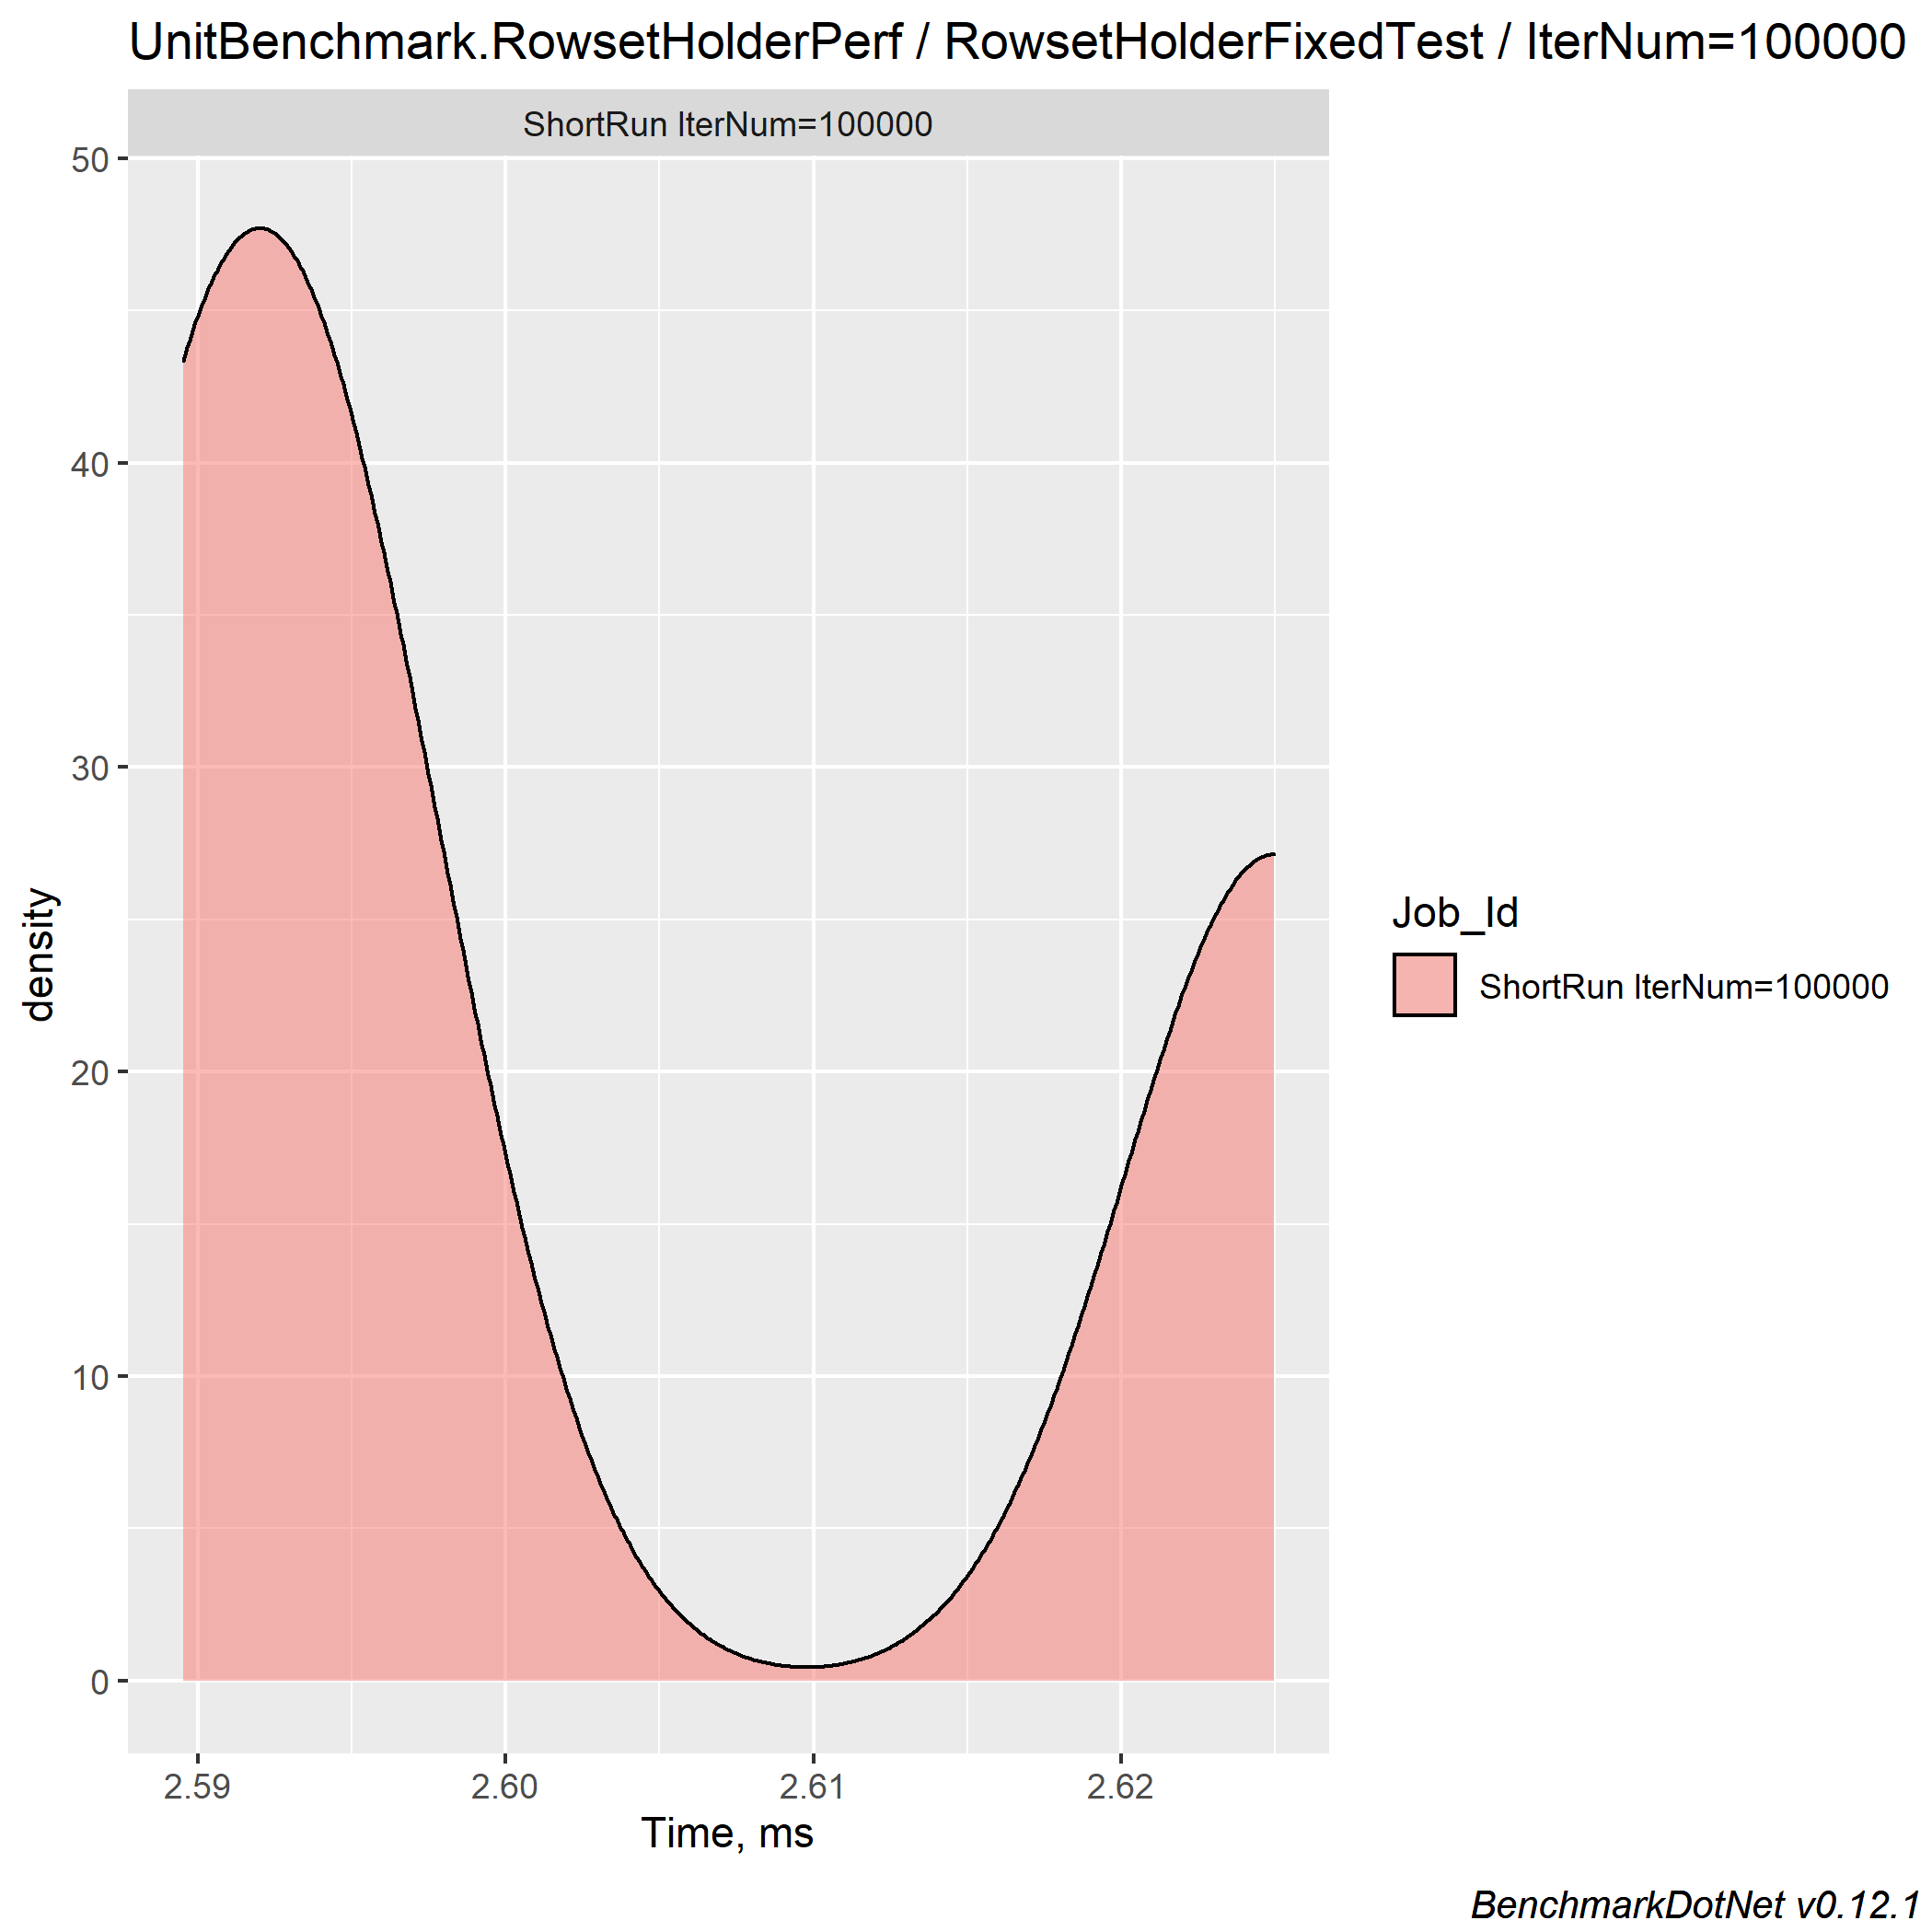 UnitBenchmark.RowsetHolderPerf / RowsetHolderFixedTest / IterNum=100000
ShortRun IterNum=100000
50
40
30
20
10
0
density
2.59 2.60 2.61 2.62
Time, ms
Job_Id
ShortRun IterNum=100000
BenchmarkDotNet v0.12.1